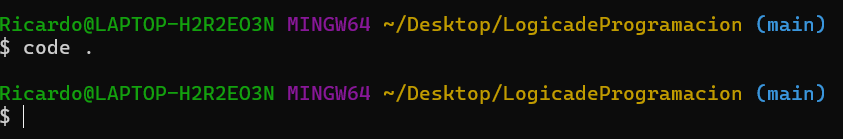 Ricardo@LAPTOP-H2R2EO3N MINGW64 ~/Desktop/LogicadeProgramacion (main)
$ code .
Ricardo@LAPTOP-H2R2EO3N MINGW64 ~/Desktop/LogicadeProgramacion (main)
$